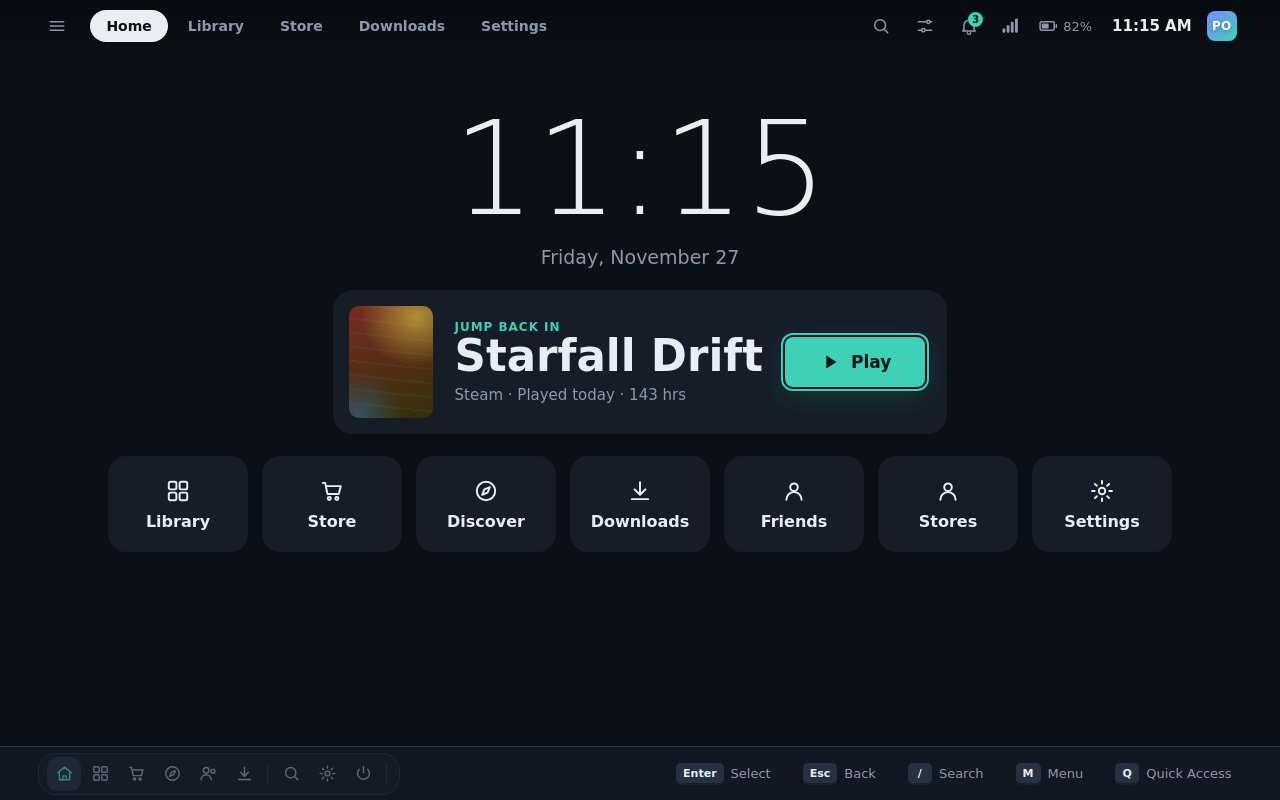 Home
Library
Store
Downloads
Settings
3
82%
11:15 AM
PO
11:15
Friday, November 27
JUMP BACK IN
Starfall Drift
Steam · Played today · 143 hrs
Play
Library
Store
Discover
Downloads
Friends
Stores
Settings
Enter Select
Esc Back
/ Search
M Menu
Q Quick Access